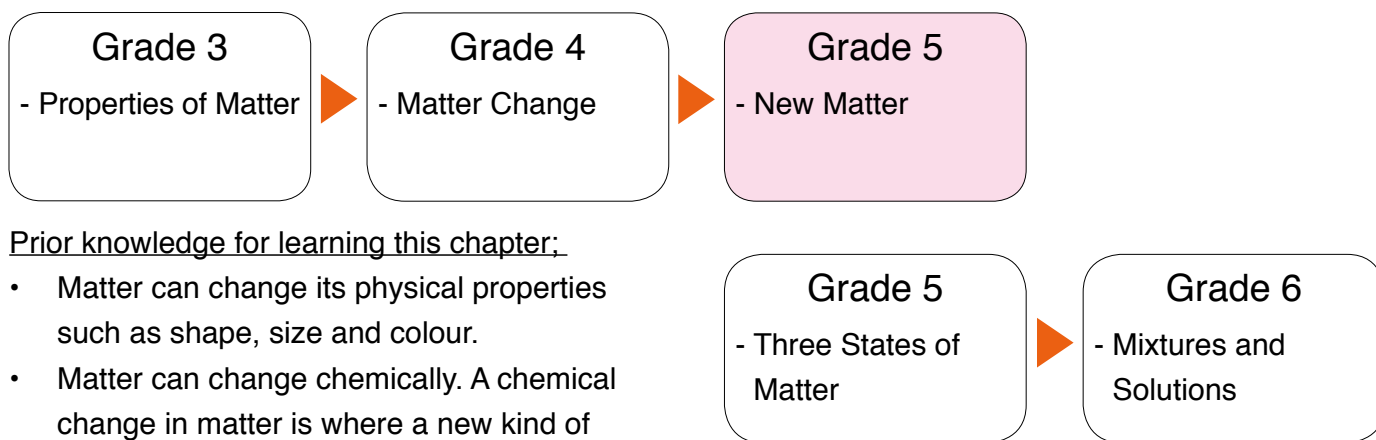 Grade 3
- Properties of Matter
Grade 4
- Matter Change
Grade 5
- New Matter
Prior knowledge for learning this chapter;
• Matter can change its physical properties
such as shape, size and colour.
• Matter can change chemically. A chemical
change in matter is where a new kind of
Grade 5
- Three States of
Matter
Grade 6
- Mixtures and
Solutions